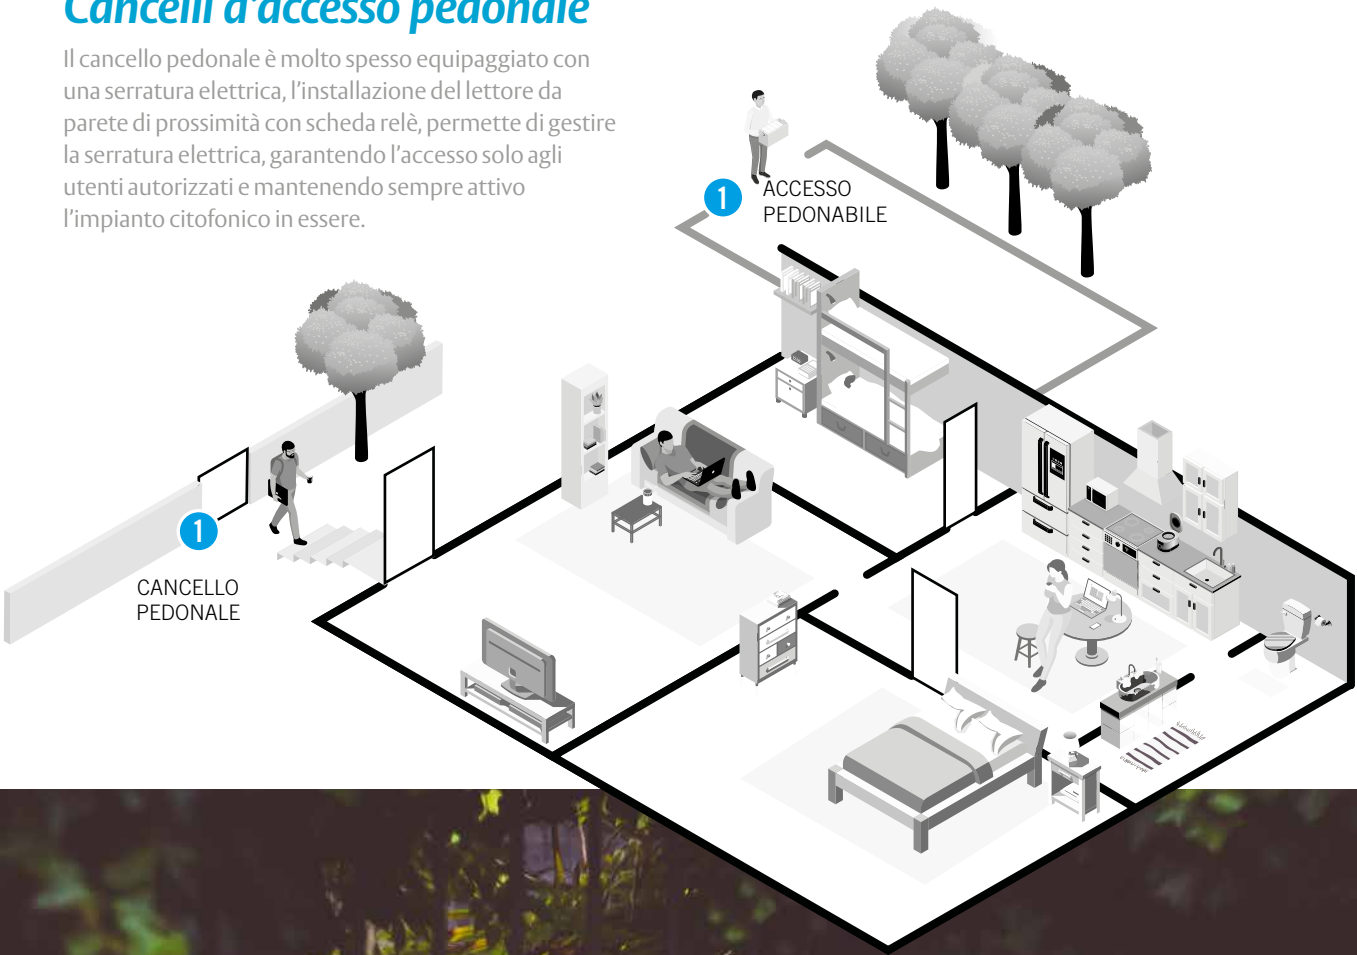 Cancelli d'accesso pedonale
Il cancello pedonale è molto spesso equipaggiato con
una serratura elettrica, l’installazione del lettore da
parete di prossimità con scheda relè, permette di gestire
la serratura elettrica, garantendo l’accesso solo agli
utenti autorizzati e mantenendo sempre attivo
l’impianto citofonico in essere.
1 ACCESSO
PEDONABILE
1
CANCELLO
PEDONALE